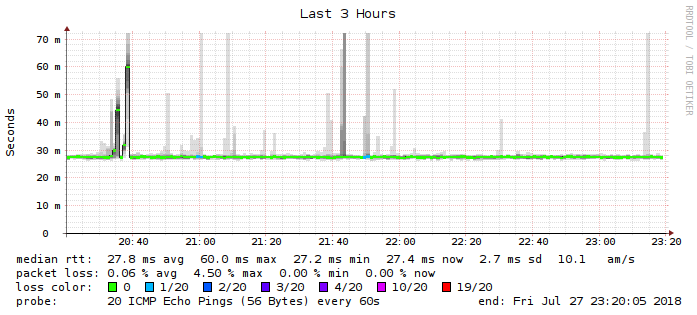 Last 3 Hours
RRDTOOL / TOBI OETIKER
Seconds
70 m
60 m
50 m
40 m
30 m
20 m
10 m
0
20:40 21:00 21:20 21:40 22:00 22:20 22:40 23:00 23:20
median rtt: 27.8 ms avg 60.0 ms max 27.2 ms min 27.4 ms now 2.7 ms sd 10.1 am/s
packet loss: 0.06 % avg 4.50 % max 0.00 % min 0.00 % now
loss color: 0 1/20 2/20 3/20 4/20 10/20 19/20
probe: 20 ICMP Echo Pings (56 Bytes) every 60s end: Fri Jul 27 23:20:05 2018